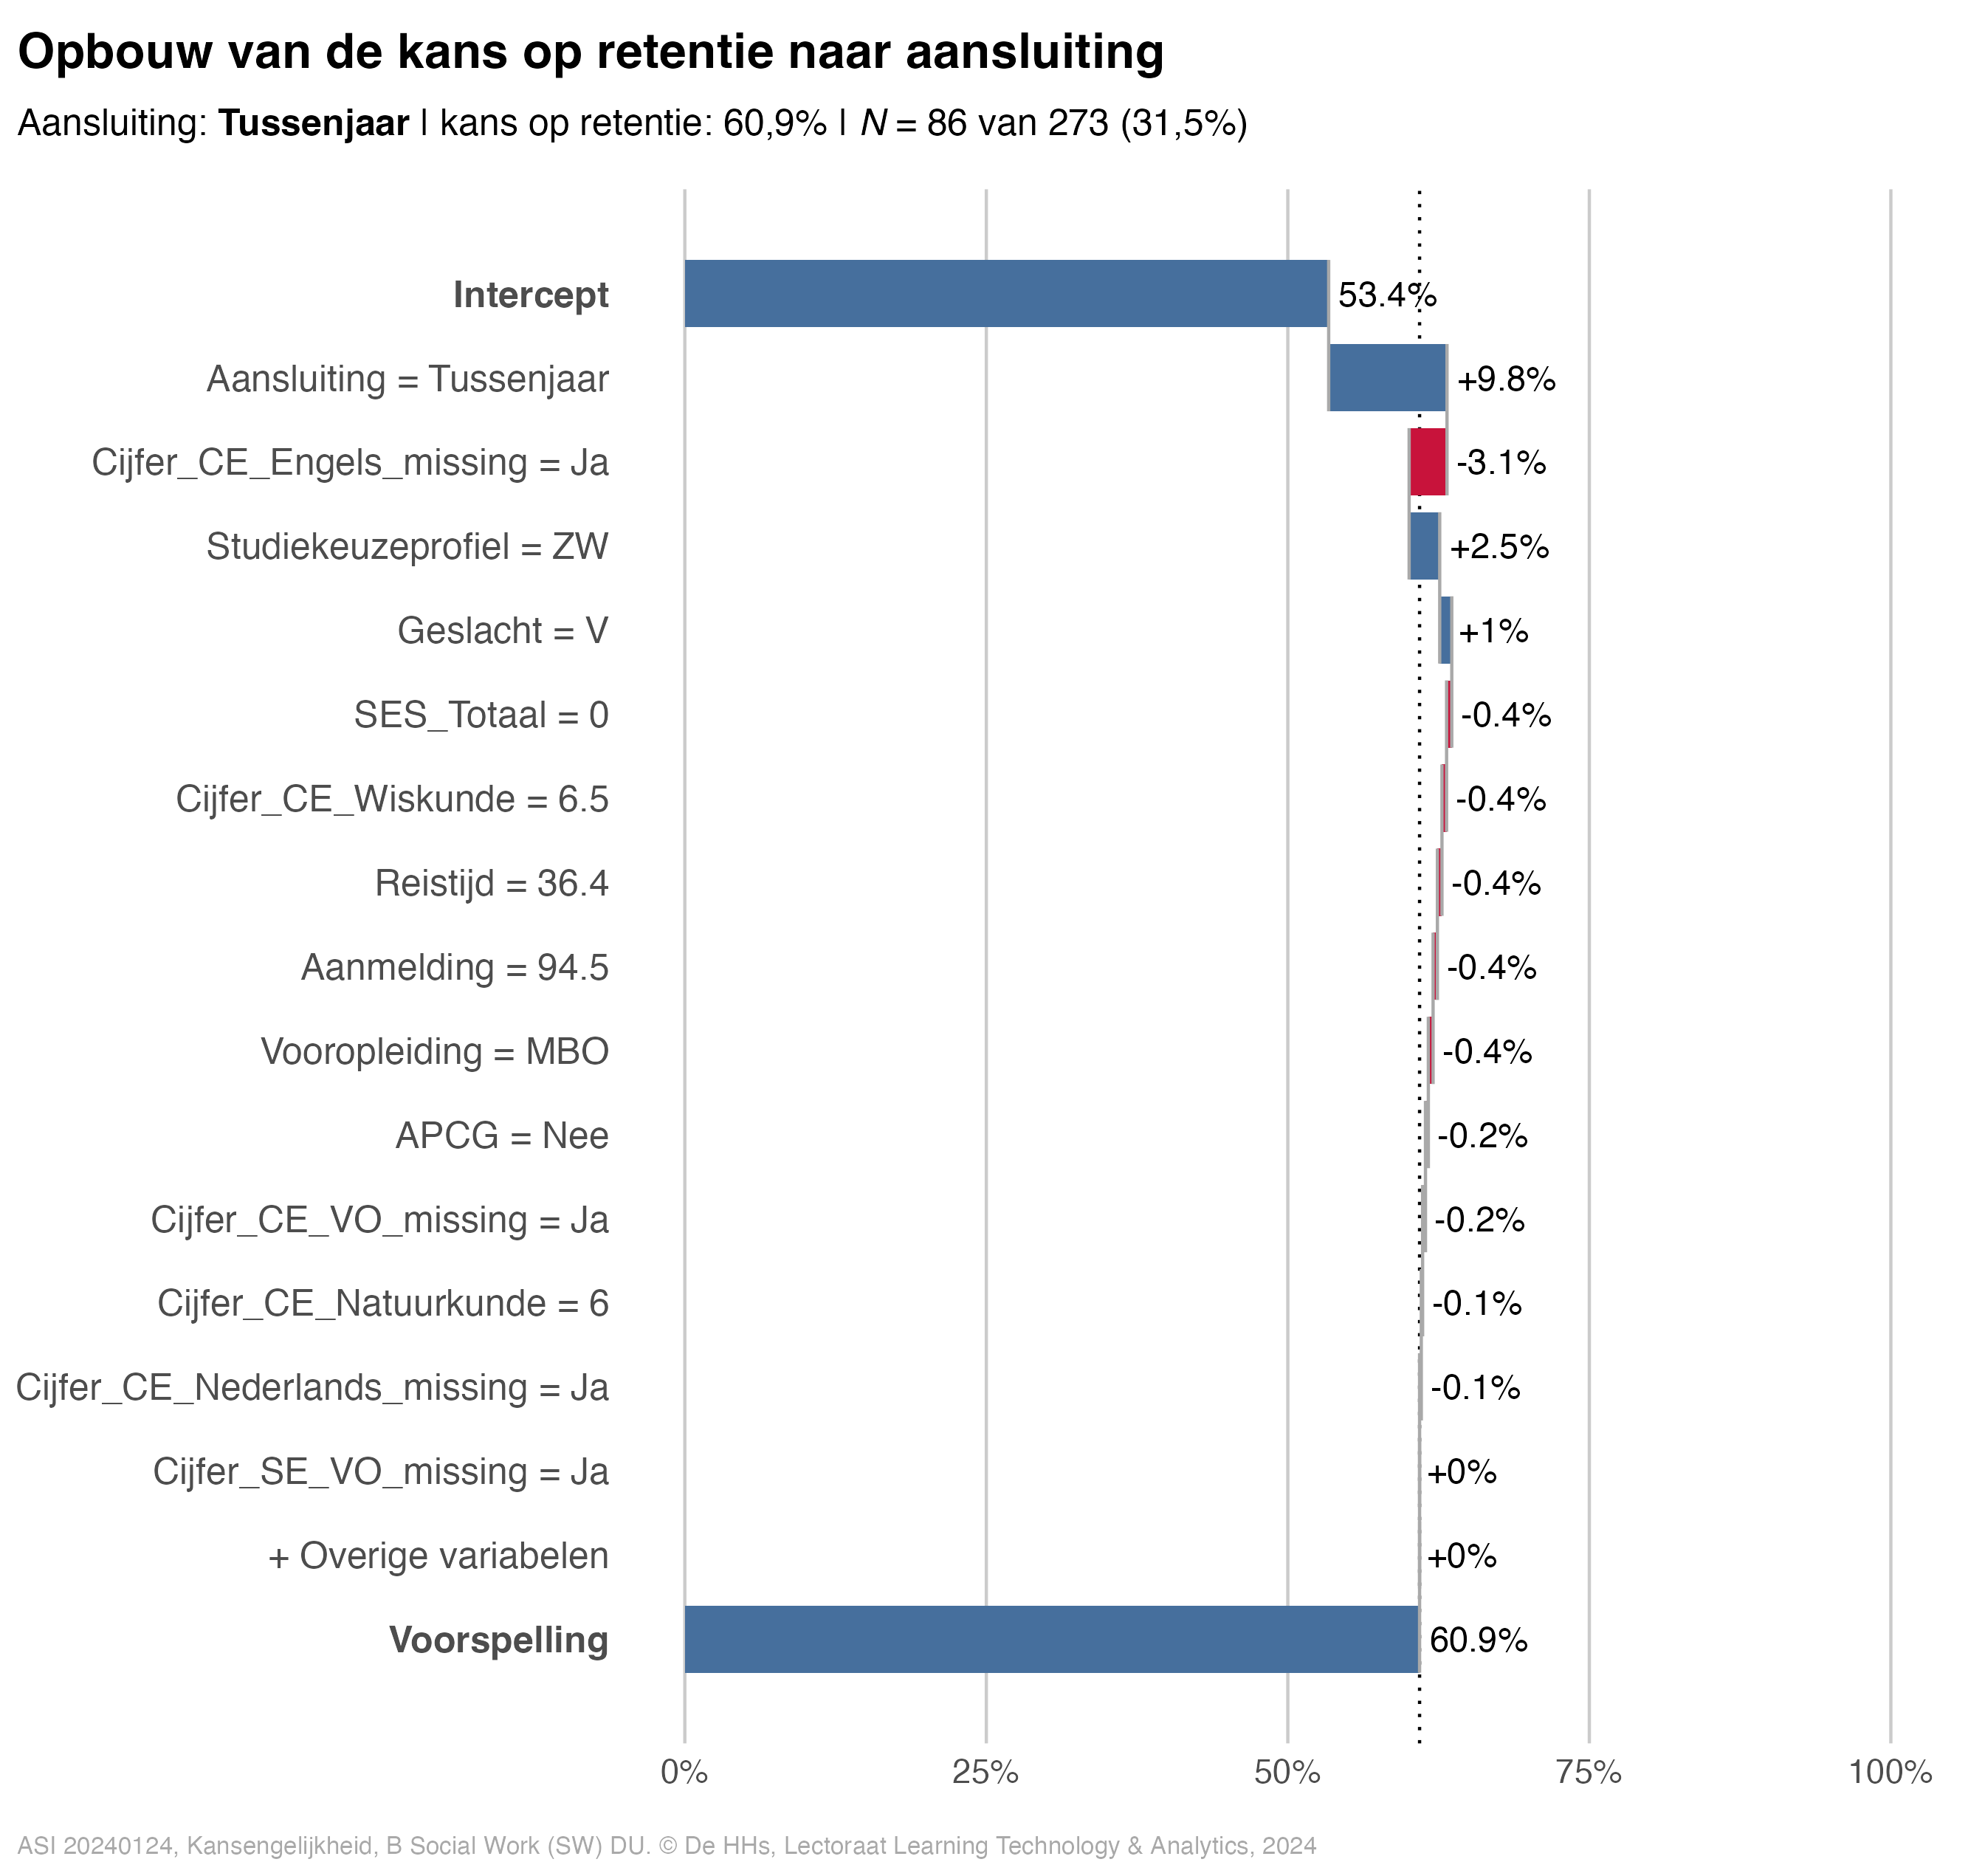 Opbouw van de kans op retentie naar aansluiting
Aansluiting: Tussenjaar | kans op retentie: 60,9% | N = 86 van 273 (31,5%)
Intercept 53.4%
Aansluiting = Tussenjaar +9.8%
Cijfer_CE_Engels_missing = Ja -3.1%
Studiekeuzeprofiel = ZW +2.5%
Geslacht = V +1%
SES_Totaal = 0 -0.4%
Cijfer_CE_Wiskunde = 6.5 -0.4%
Reistijd = 36.4 -0.4%
Aanmelding = 94.5 -0.4%
Vooropleiding = MBO -0.4%
APCG = Nee -0.2%
Cijfer_CE_VO_missing = Ja -0.2%
Cijfer_CE_Natuurkunde = 6 -0.1%
Cijfer_CE_Nederlands_missing = Ja -0.1%
Cijfer_SE_VO_missing = Ja +0%
+ Overige variabelen +0%
Voorspelling 60.9%
0% 25% 50% 75% 100%
ASI 20240124, Kansengelijkheid, B Social Work (SW) DU. © De HHs, Lectoraat Learning Technology & Analytics, 2024